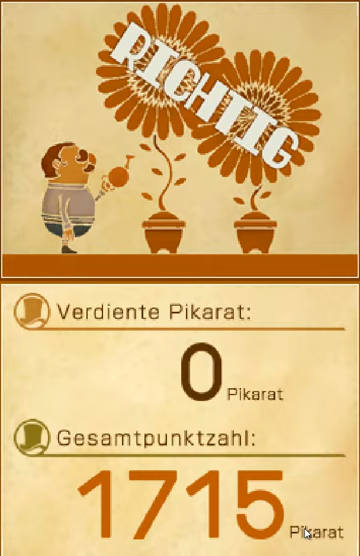 RICHTIG
Verdiente Pikarat:
0 Pikarat
Gesamtpunktzahl:
1715 Pikarat